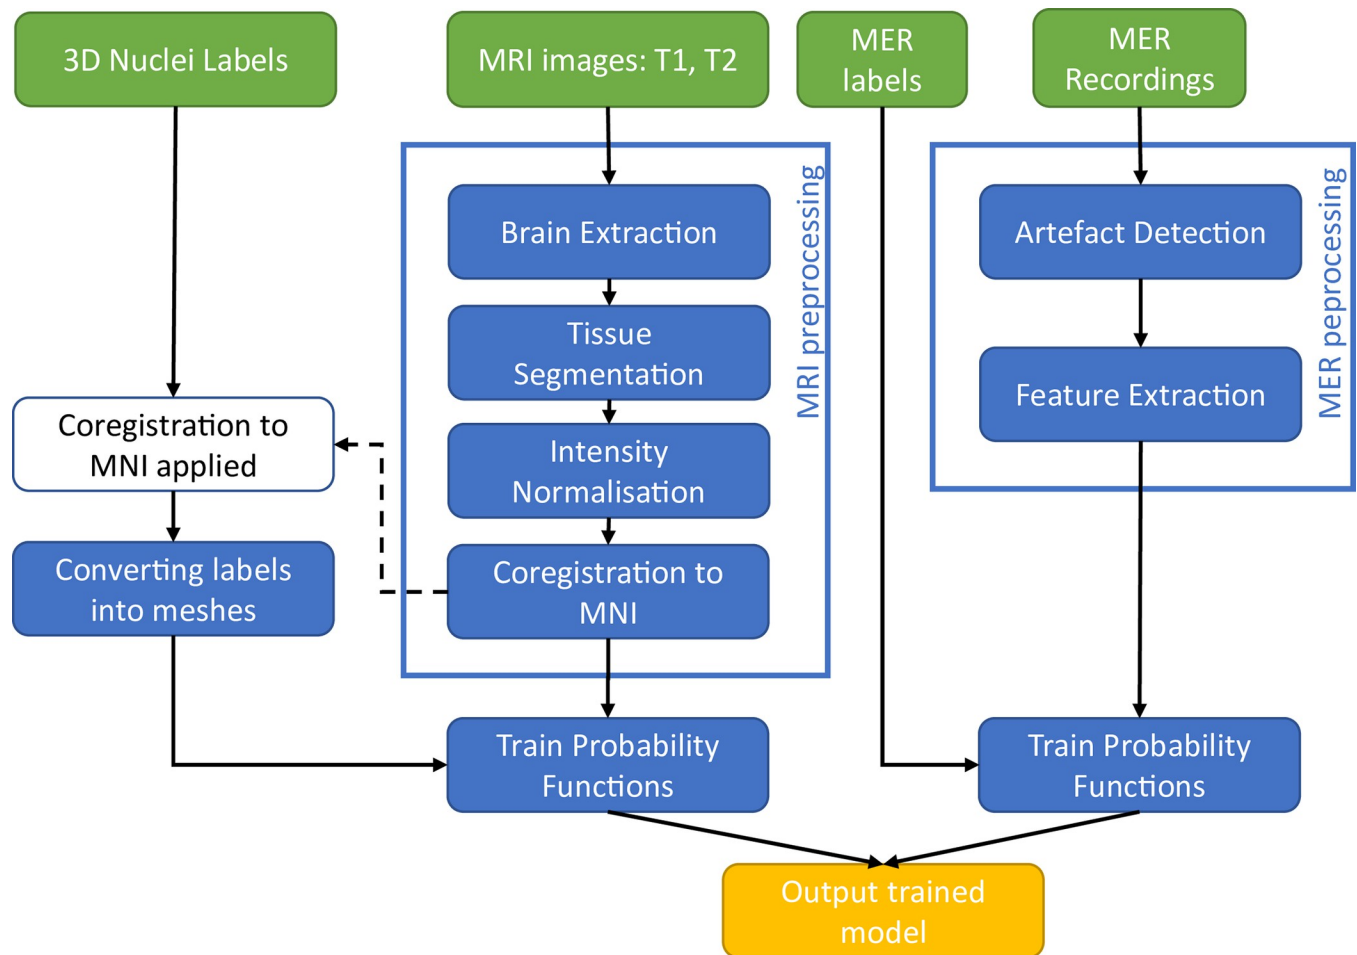 3D Nuclei Labels
MRI images: T1, T2
MER
labels
MER
Recordings
MRI preprocessing
Brain Extraction
Tissue
Segmentation
Intensity
Normalisation
Coregistration to
MNI
MER peprocessing
Artefact Detection
Feature Extraction
Coregistration to
MNI applied
Converting labels
into meshes
Train Probability
Functions
Train Probability
Functions
Output trained
model